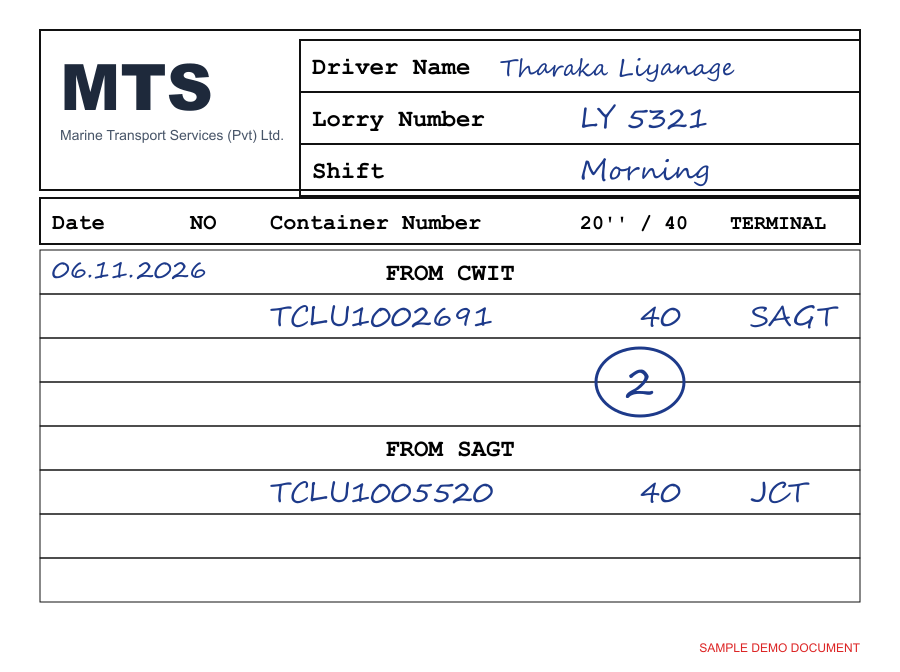 MTS
Marine Transport Services (Pvt) Ltd.
Driver Name Tharaka Liyanage
Lorry Number LY 5321
Shift Morning
Date NO Container Number 20'' / 40 TERMINAL
06.11.2026 FROM CWIT
TCLU1002691 40 SAGT
2
FROM SAGT
TCLU1005520 40 JCT
SAMPLE DEMO DOCUMENT